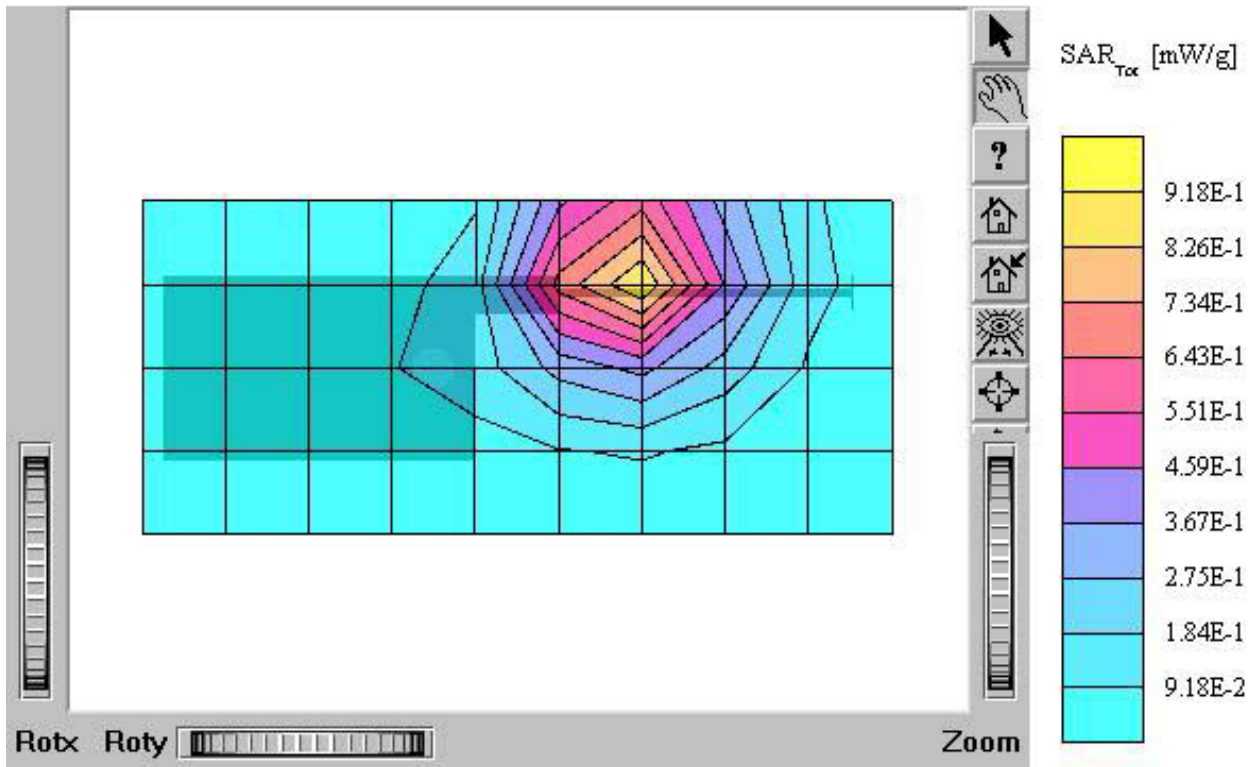 SAR_Tot [mW/g]
?
9.18E-1
8.26E-1
7.34E-1
6.43E-1
5.51E-1
4.59E-1
3.67E-1
2.75E-1
1.84E-1
9.18E-2
Rotx Roty Zoom